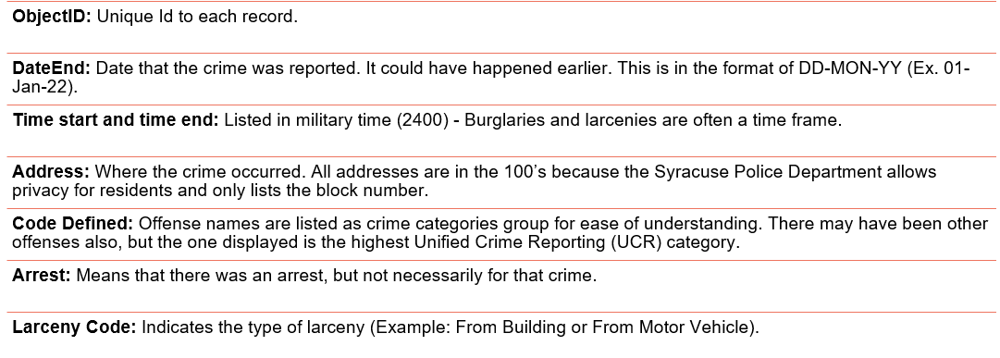 ObjectID: Unique Id to each record.
DateEnd: Date that the crime was reported. It could have happened earlier. This is in the format of DD-MON-YY (Ex. 01-
Jan-22).
Time start and time end: Listed in military time (2400) - Burglaries and larcenies are often a time frame.
Address: Where the crime occurred. All addresses are in the 100’s because the Syracuse Police Department allows
privacy for residents and only lists the block number.
Code Defined: Offense names are listed as crime categories group for ease of understanding. There may have been other
offenses also, but the one displayed is the highest Unified Crime Reporting (UCR) category.
Arrest: Means that there was an arrest, but not necessarily for that crime.
Larceny Code: Indicates the type of larceny (Example: From Building or From Motor Vehicle).